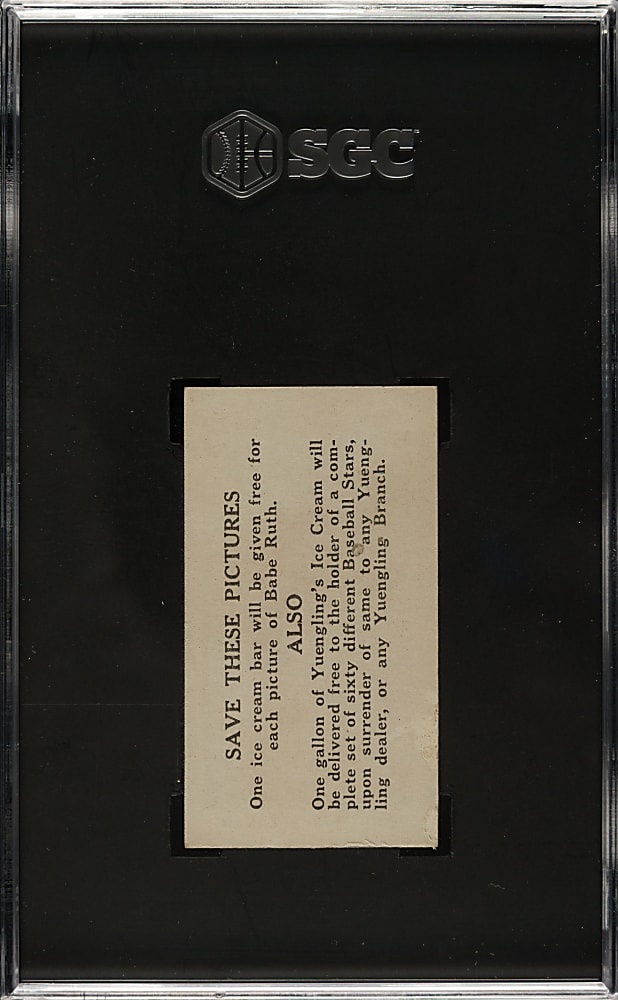 SGC
SAVE THESE PICTURES
One ice cream bar will be given free for
each picture of Babe Ruth.
ALSO
One gallon of Yuengling's Ice Cream will
be delivered free to the holder of a com-
plete set of sixty different Baseball Stars,
upon surrender of same to any Yueng-
ling dealer, or any Yuengling Branch.